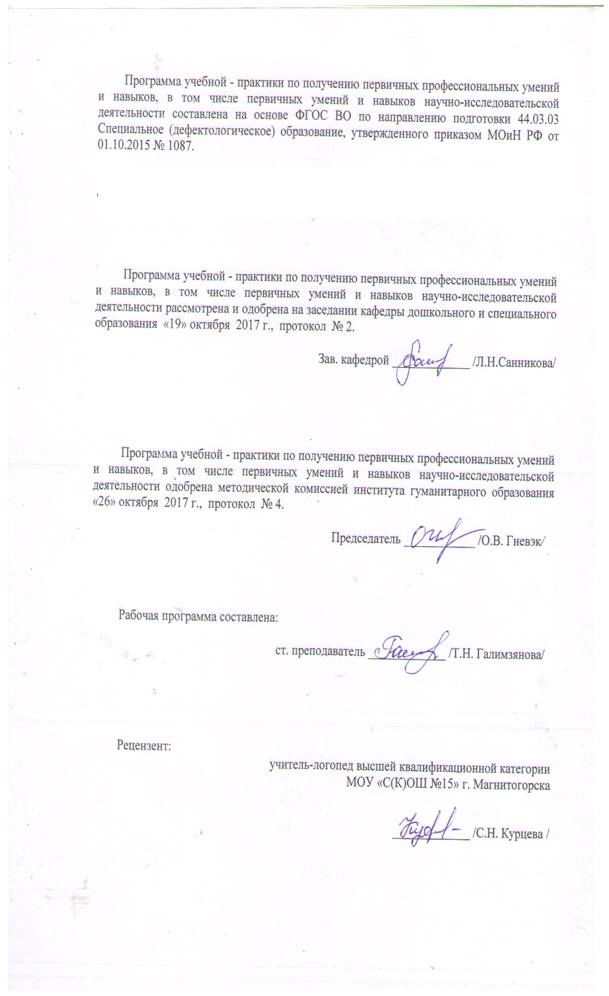 Программа учебной - практики по получению первичных профессиональных умений
и навыков, в том числе первичных умений и навыков научно-исследовательской
деятельности составлена на основе ФГОС ВО по направлению подготовки 44.03.03
Специальное (дефектологическое) образование, утвержденного приказом МОиН РФ от
01.10.2015 № 1087.
Программа учебной - практики по получению первичных профессиональных умений
и навыков, в том числе первичных умений и навыков научно-исследовательской
деятельности рассмотрена и одобрена на заседании кафедры дошкольного и специального
образования «19» октября 2017 г., протокол № 2.
Зав. кафедрой /Л.Н.Санникова/
Программа учебной - практики по получению первичных профессиональных умений
и навыков, в том числе первичных умений и навыков научно-исследовательской
деятельности одобрена методической комиссией института гуманитарного образования
«26» октября 2017 г., протокол № 4.
Председатель /О.В. Гневэк/
Рабочая программа составлена:
ст. преподаватель /Т.Н. Галимзянова/
Рецензент:
учитель-логопед высшей квалификационной категории
МОУ «С(К)ОШ №15» г. Магнитогорска
/С.Н. Курцева /